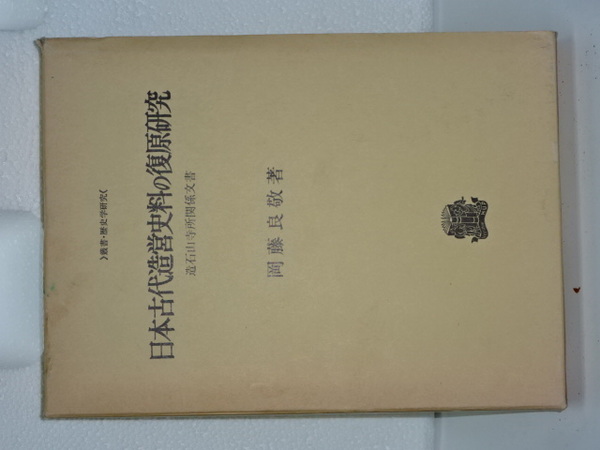 〉叢書・歴史学研究〈
日本古代造営史料の復原研究
造石山寺所関係文書
岡藤良敬著